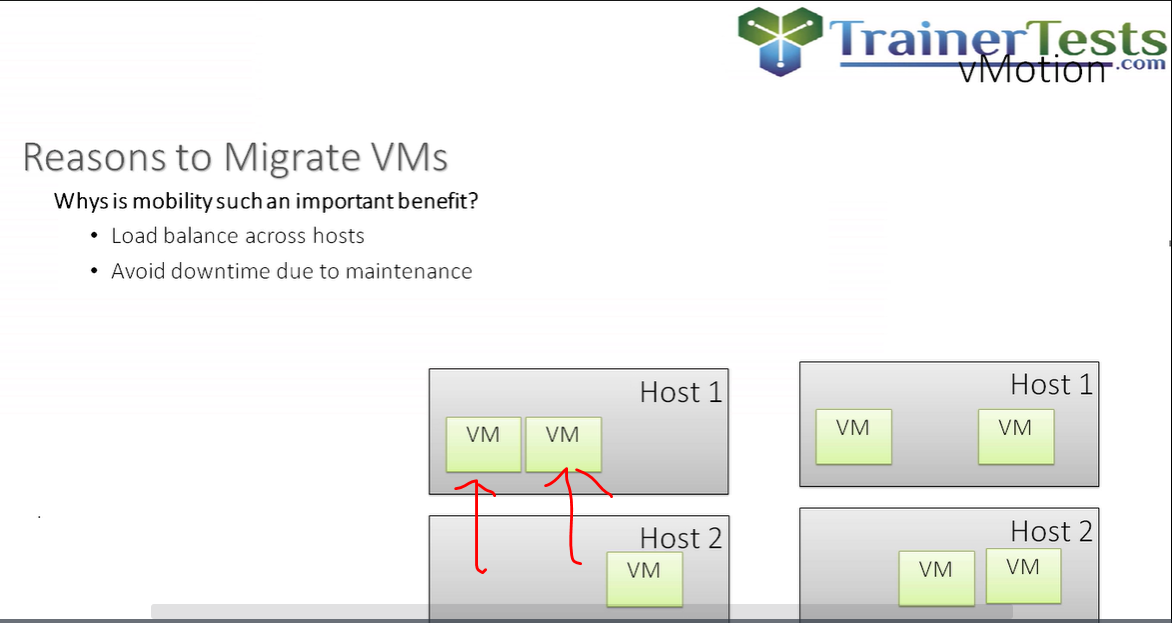 TrainerTests
.com
vMotion
Reasons to Migrate VMs
Whys is mobility such an important benefit?
• Load balance across hosts
• Avoid downtime due to maintenance
Host 1
VM VM
Host 2
VM
Host 1
VM VM
Host 2
VM VM